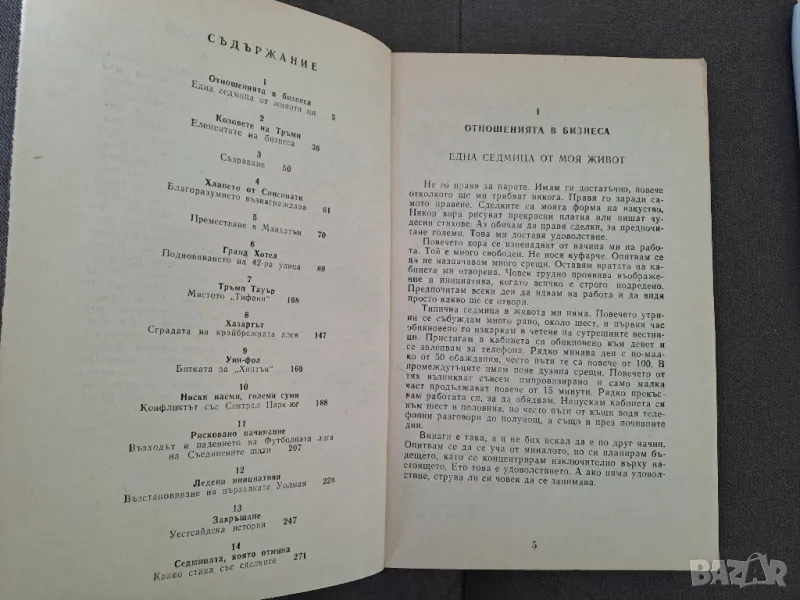 СЪДЪРЖАНИЕ
1
Отношенията в бизнеса
Една седмица от живота ми 5
2
Козовете на Тръмп
Елементите на бизнеса 36
3
Съзряване 50
4
Хлапето от Синсинати
Благоразумието възнаграждава 61
5
Преместване в Манхатън 70
6
Гранд Хотел
Подновяването на 42-ра улица 88
7
Тръмп Тауър
Мястото „Тифани“ 108
8
Хазартът
Сградата на крайбрежната алея 147
9
Уин-фол
Битката за „Хилтън“ 160
10
Ниски наеми, големи суми
Конфликтът със Сентрал Парк-юг 188
11
Рисковано начинание
Възходът и падението на Футболната лига
на Съединените щати 207
12
Ледени инициативи
Възстановяване на пързалката Уолман 228
13
Завръщане
Уестсайдска история 247
14
Седмицата, която отмина
Какво стана със сделките 271
I
ОТНОШЕНИЯТА В БИЗНЕСА
ЕДНА СЕДМИЦА ОТ МОЯ ЖИВОТ
Не го правя за парите. Имам ги достатъчно, повече
отколкото ще ми трябват някога. Правя го заради са-
мото правене. Сделките са моята форма на изкуство.
Някои хора рисуват прекрасни платна или пишат чу-
десни стихове. Аз обичам да правя сделки, за предпочи-
тане големи. Това ми доставя удоволствие.
Повечето хора се изненадват от начина ми на ра-
бота. Той е много свободен. Не нося куфарче. Опитвам се
да не назначавам много срещи. Оставям вратата на ка-
бинета ми отворена. Човек трудно проявява въображе-
ние и инициатива, когато всичко е строго подредено.
Предпочитам всеки ден да идвам на работа и да видя
просто какво ще се отвори.
Типична седмица в живота ми няма. Повечето утри-
ни се събуждам много рано, около шест, и първия час
обикновено го изкарвам в четене на сутрешните вестни-
ци. Пристигам в кабинета си обикновено към девет и
се залепвам за телефона. Рядко минава ден с по-мал-
ко от 50 обаждания, често пъти те са повече от 100. В
промеждутъците имам поне дузина срещи. Повечето от
тях възникват съвсем импровизирано и само малка
част продължават повече от 15 минути. Рядко прекъс-
вам работата си, за да обядвам. Напускам кабинета си
към шест и половина, но често пъти от къщи водя теле-
фонни разговори до полунощ, а също и през почивните
дни.
Винаги е така, а и не бих искал да е по друг начин.
Опитвам се да се уча от миналото, но си планирам бъ-
дещето, като се концентрирам изключително върху на-
стоящето. Ето това е удоволствието. А ако няма удовол-
ствие, струва ли си човек да се занимава.
5
BAZAR
bg